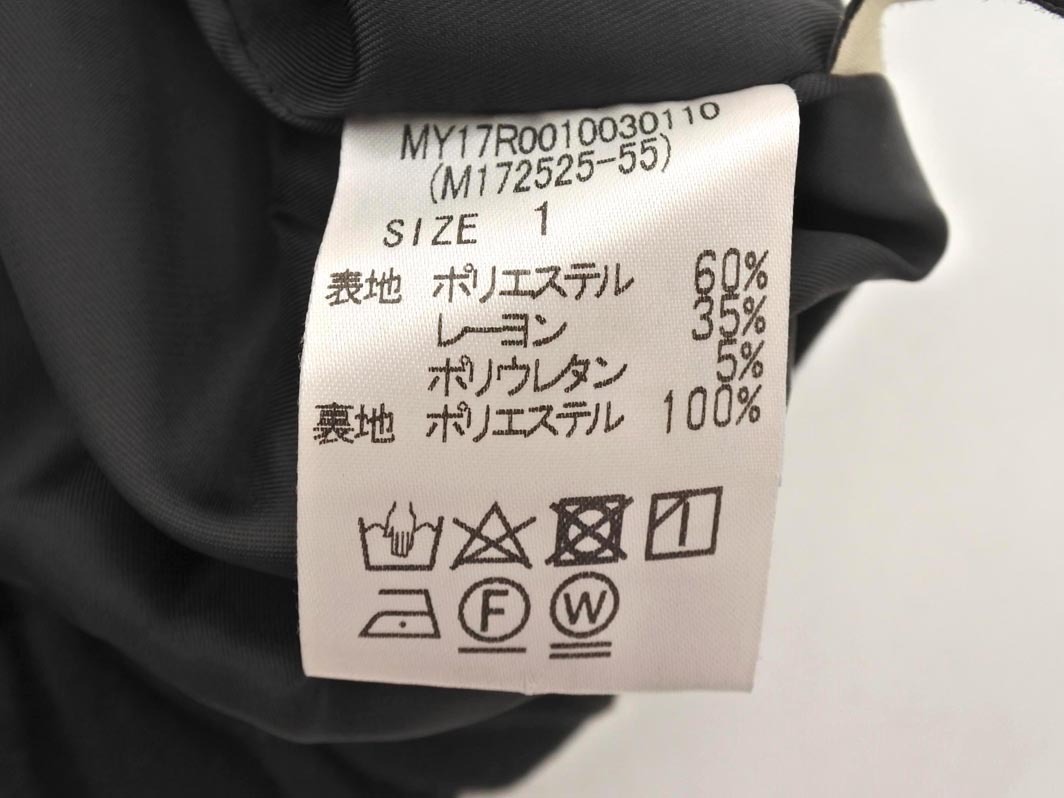 MY17R0010030110
(M172525-55)
SIZE 1
表地 ポリエステル 60%
レーヨン 35%
ポリウレタン 5%
裏地 ポリエステル 100%
F W